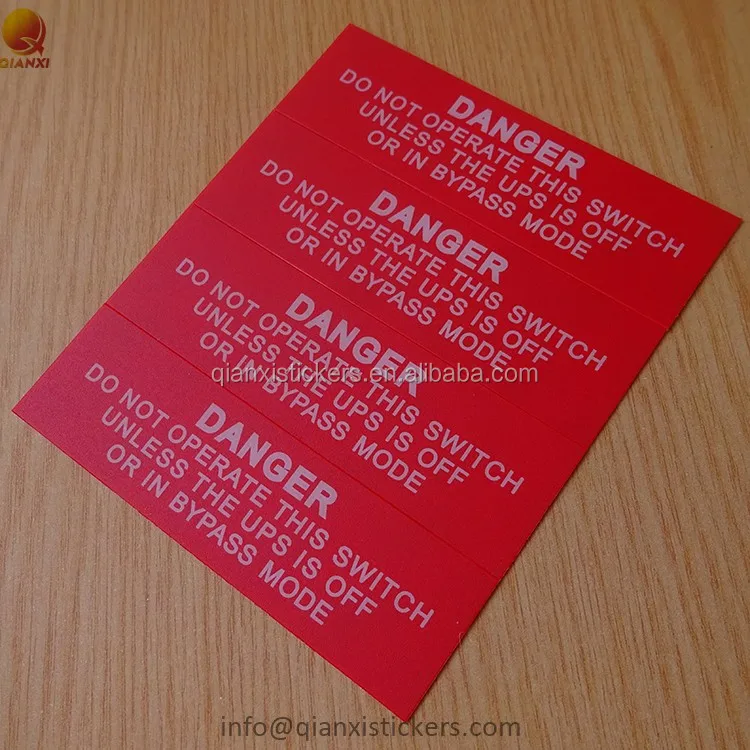 QIANXI
DANGER
DO NOT OPERATE THIS SWITCH
UNLESS THE UPS IS OFF
OR IN BYPASS MODE
DANGER
DO NOT OPERATE THIS SWITCH
UNLESS THE UPS IS OFF
OR IN BYPASS MODE
DANGER
DO NOT OPERATE THIS SWITCH
UNLESS THE UPS IS OFF
OR IN BYPASS MODE
qianxistickers.en.alibaba.com
DANGER
DO NOT OPERATE THIS SWITCH
UNLESS THE UPS IS OFF
OR IN BYPASS MODE
info@qianxistickers.com